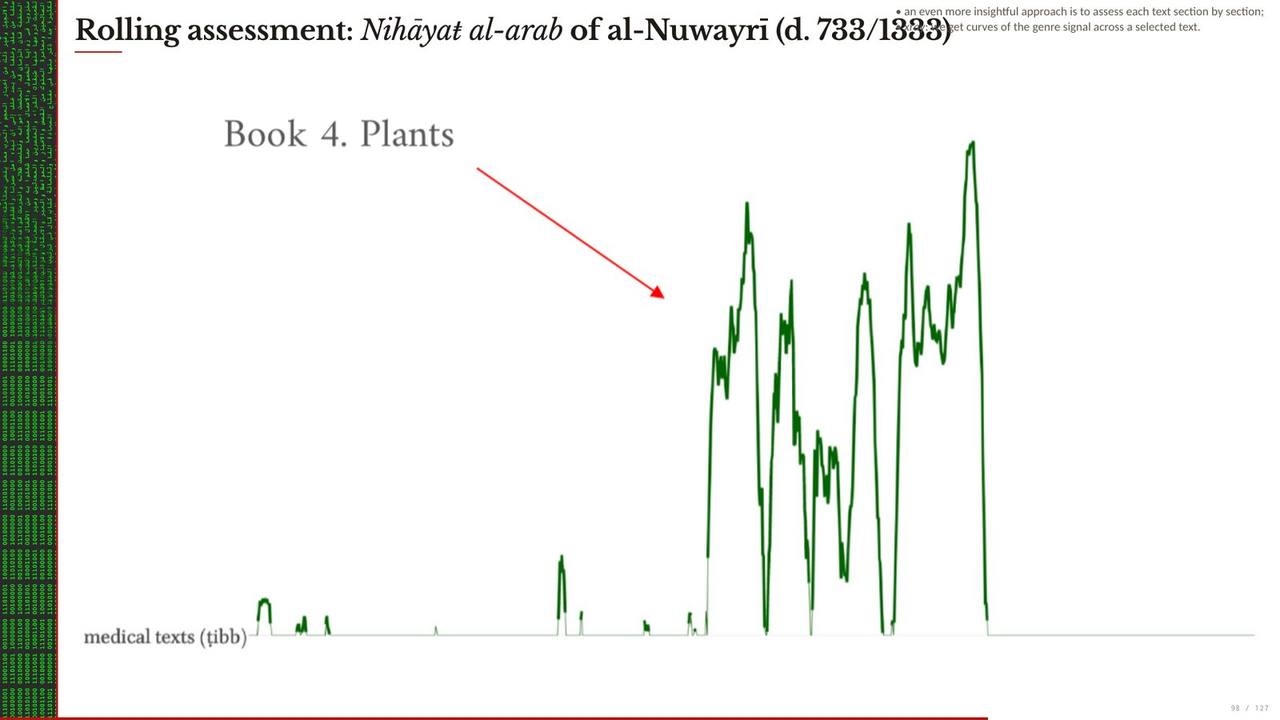 Rolling assessment: Nihāyaŧ al-arab of al-Nuwayrī (d. 733/1333)
• an even more insightful approach is to assess each text section by section;
get curves of the genre signal across a selected text.
Book 4. Plants
medical texts (ṭibb)
98 / 127